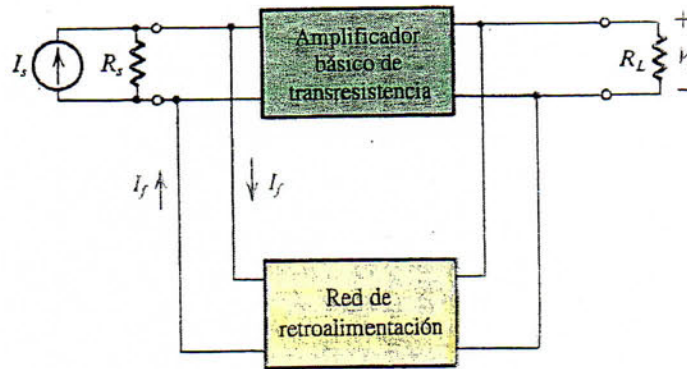 Amplificador
básico de
transresistencia
I_s
R_s
R_L
+
−
I_f
I_f
Red de
retroalimentación